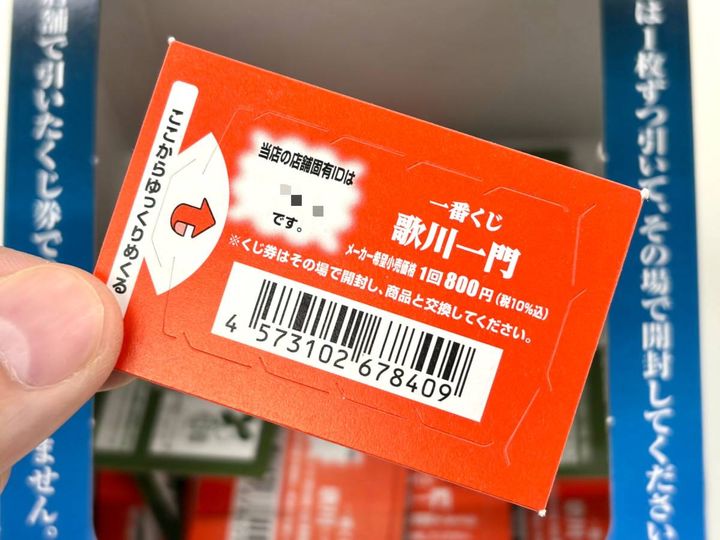 店舗で引いたくじ券で
ません。
ここからゆっくりめくる
当店の店舗固有IDは
です。
一番くじ
歌川一門
メーカー希望小売価格 1回 800円(税10%込)
※くじ券はその場で開封し、商品と交換してください。
4 573102 678409
は1枚ずつ引いて、その場で開封してください